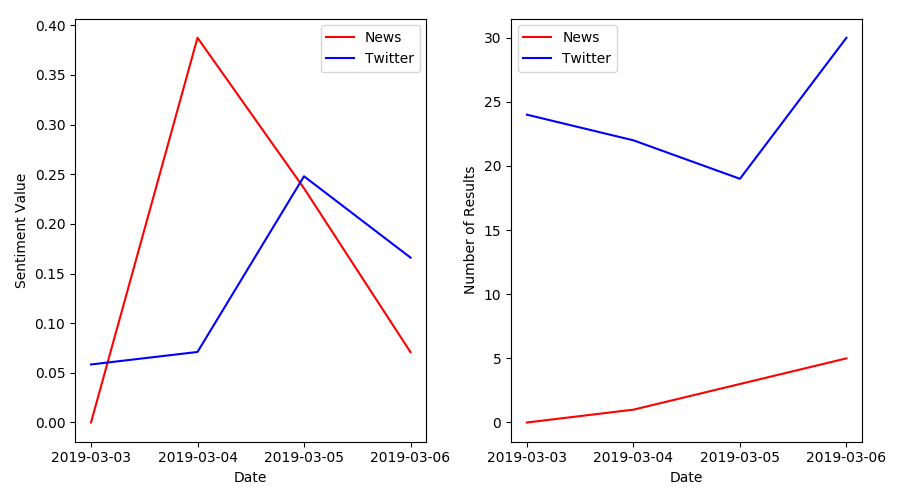 0.40
0.35
0.30
0.25
0.20
0.15
0.10
0.05
0.00
Sentiment Value
News
Twitter
2019-03-03 2019-03-04 2019-03-05 2019-03-06
Date
30
25
20
15
10
5
0
Number of Results
News
Twitter
2019-03-03 2019-03-04 2019-03-05 2019-03-06
Date